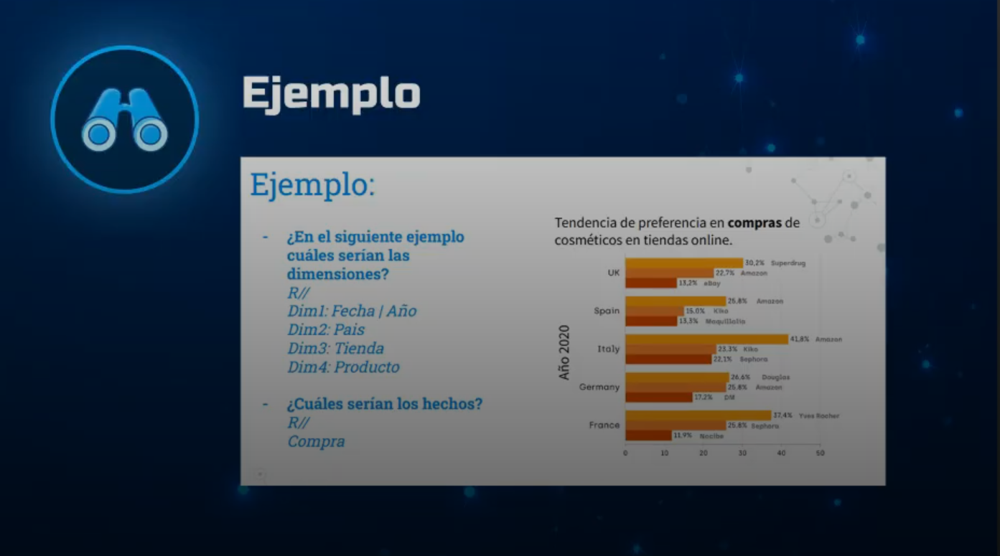 Ejemplo
Ejemplo:
- ¿En el siguiente ejemplo
cuáles serían las
dimensiones?
R//
Dim1: Fecha | Año
Dim2: Pais
Dim3: Tienda
Dim4: Producto
- ¿Cuáles serían los hechos?
R//
Compra
Tendencia de preferencia en compras de
cosméticos en tiendas online.
Año 2020
UK
30,2% Superdrug
22,7% Amazon
13,2% eBay
Spain
25,8% Amazon
15.0% Kiko
13,3% Maquillalia
Italy
41,8% Amazon
23,3% Kiko
22,1% Sephora
Germany
26,6% Douglas
25,8% Amazon
17,2% DM
France
37,4% Yves Rocher
25,8% Sephora
11,9% Nocibe
0 10 20 30 40 50